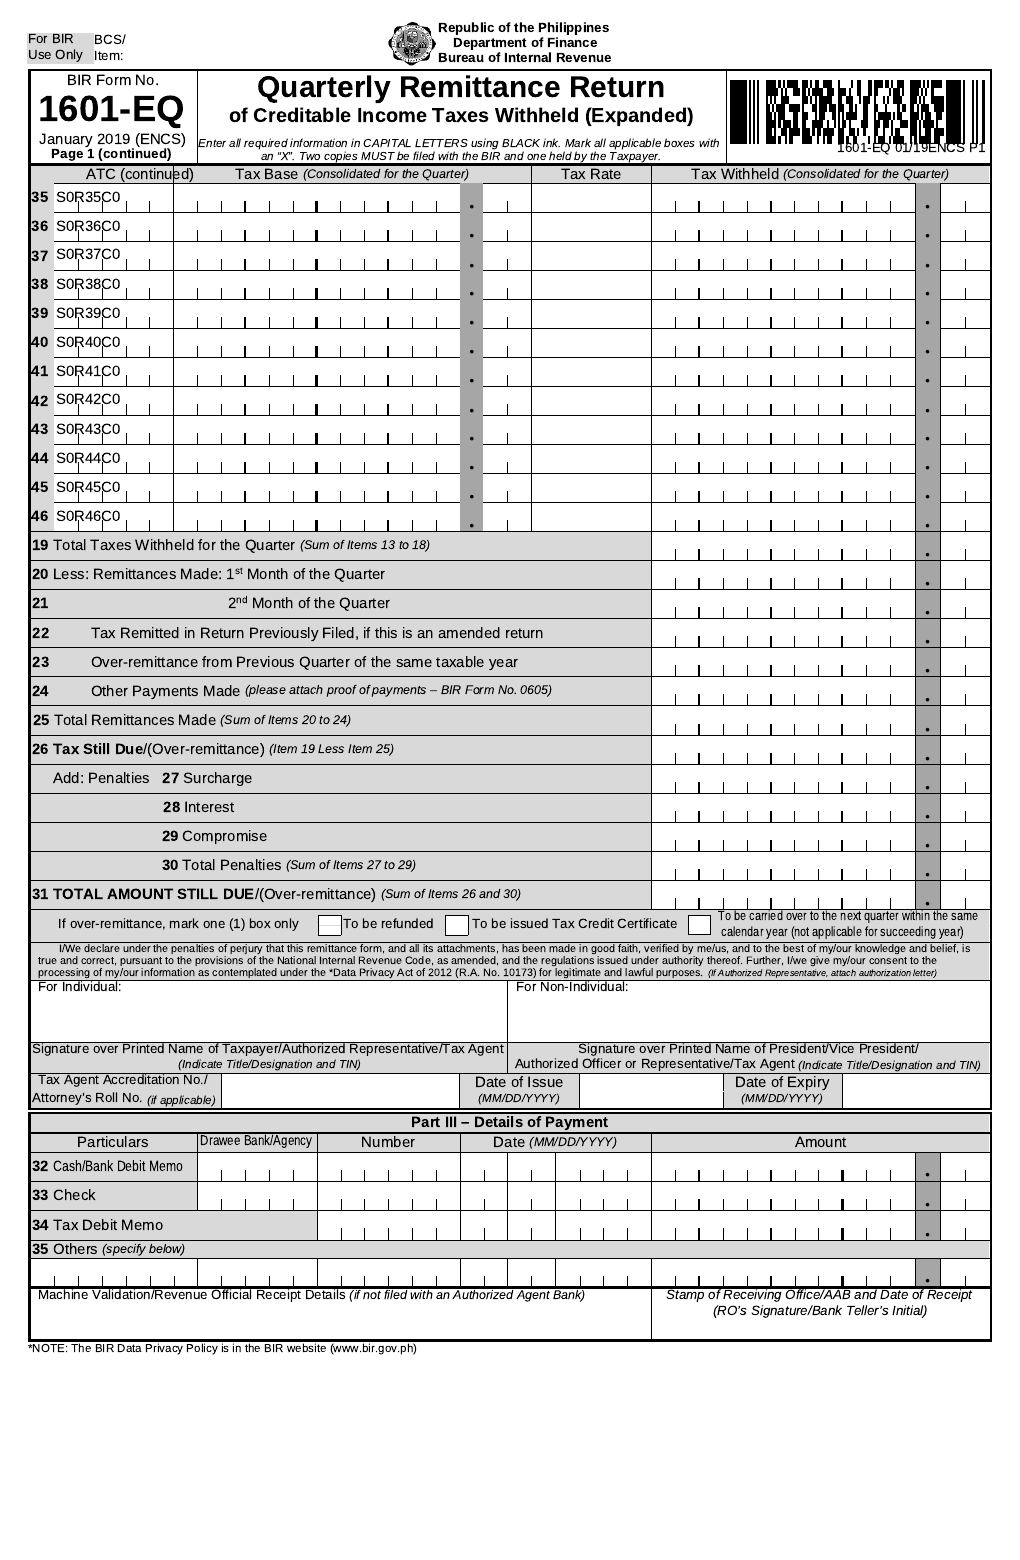 For BIR
Use Only
BCS/
Item:
Republic of the Philippines
Department of Finance
Bureau of Internal Revenue
BIR Form No.
1601-EQ
January 2019 (ENCS)
Page 1 (continued)
Quarterly Remittance Return
of Creditable Income Taxes Withheld (Expanded)
Enter all required information in CAPITAL LETTERS using BLACK ink. Mark all applicable boxes with
an “X”. Two copies MUST be filed with the BIR and one held by the Taxpayer.
1601-EQ 01/19ENCS P1
ATC (continued) Tax Base (Consolidated for the Quarter) Tax Rate Tax Withheld (Consolidated for the Quarter)
35 S0R35C0
36 S0R36C0
37 S0R37C0
38 S0R38C0
39 S0R39C0
40 S0R40C0
41 S0R41C0
42 S0R42C0
43 S0R43C0
44 S0R44C0
45 S0R45C0
46 S0R46C0
19 Total Taxes Withheld for the Quarter (Sum of Items 13 to 18)
20 Less: Remittances Made: 1st Month of the Quarter
21 2nd Month of the Quarter
22 Tax Remitted in Return Previously Filed, if this is an amended return
23 Over-remittance from Previous Quarter of the same taxable year
24 Other Payments Made (please attach proof of payments – BIR Form No. 0605)
25 Total Remittances Made (Sum of Items 20 to 24)
26 Tax Still Due/(Over-remittance) (Item 19 Less Item 25)
Add: Penalties 27 Surcharge
28 Interest
29 Compromise
30 Total Penalties (Sum of Items 27 to 29)
31 TOTAL AMOUNT STILL DUE/(Over-remittance) (Sum of Items 26 and 30)
If over-remittance, mark one (1) box only To be refunded To be issued Tax Credit Certificate To be carried over to the next quarter within the same
calendar year (not applicable for succeeding year)
I/We declare under the penalties of perjury that this remittance form, and all its attachments, has been made in good faith, verified by me/us, and to the best of my/our knowledge and belief, is
true and correct, pursuant to the provisions of the National Internal Revenue Code, as amended, and the regulations issued under authority thereof. Further, I/we give my/our consent to the
processing of my/our information as contemplated under the *Data Privacy Act of 2012 (R.A. No. 10173) for legitimate and lawful purposes. (If Authorized Representative, attach authorization letter)
For Individual: For Non-Individual:
Signature over Printed Name of Taxpayer/Authorized Representative/Tax Agent
(Indicate Title/Designation and TIN)
Signature over Printed Name of President/Vice President/
Authorized Officer or Representative/Tax Agent (Indicate Title/Designation and TIN)
Tax Agent Accreditation No./
Attorney’s Roll No. (if applicable)
Date of Issue
(MM/DD/YYYY)
Date of Expiry
(MM/DD/YYYY)
Part III – Details of Payment
Particulars Drawee Bank/Agency Number Date (MM/DD/YYYY) Amount
32 Cash/Bank Debit Memo
33 Check
34 Tax Debit Memo
35 Others (specify below)
Machine Validation/Revenue Official Receipt Details (if not filed with an Authorized Agent Bank)
Stamp of Receiving Office/AAB and Date of Receipt
(RO’s Signature/Bank Teller’s Initial)
*NOTE: The BIR Data Privacy Policy is in the BIR website (www.bir.gov.ph)